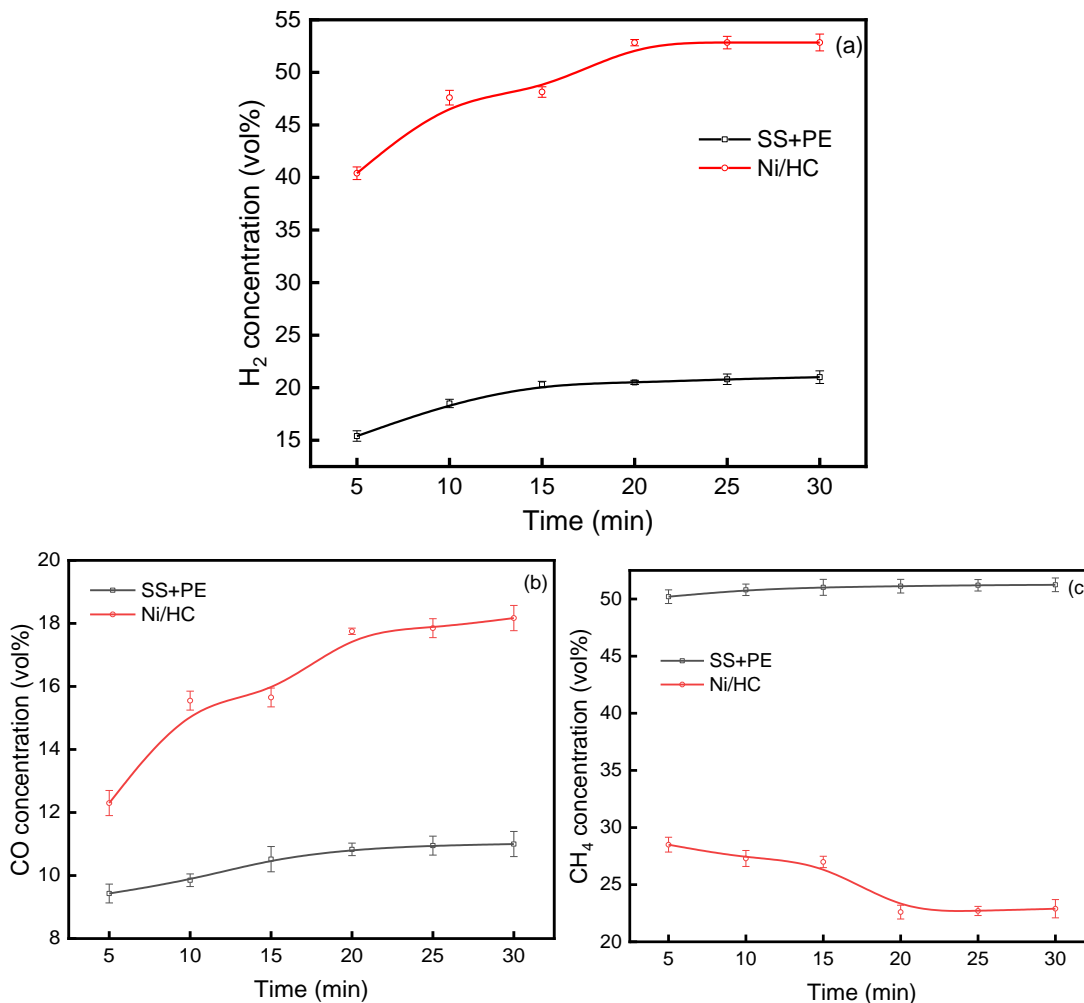 55
50
45
40
35
30
25
20
15
H₂ concentration (vol%)
(a)
SS+PE
Ni/HC
5 10 15 20 25 30
Time (min)
20
18
16
14
12
10
8
CO concentration (vol%)
(b)
SS+PE
Ni/HC
5 10 15 20 25 30
Time (min)
50
45
40
35
30
25
20
CH₄ concentration (vol%)
(c
SS+PE
Ni/HC
5 10 15 20 25 30
Time (min)